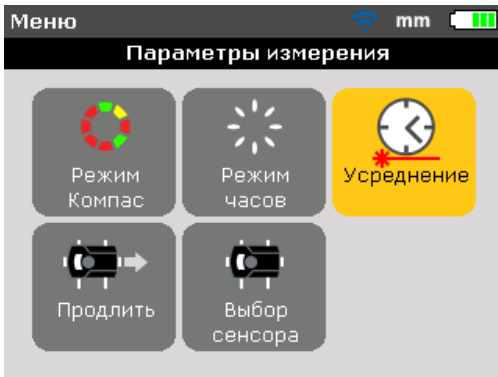 Меню mm
Параметры измерения
Режим
Компас
Режим
часов
Усреднение
Продлить
Выбор
сенсора